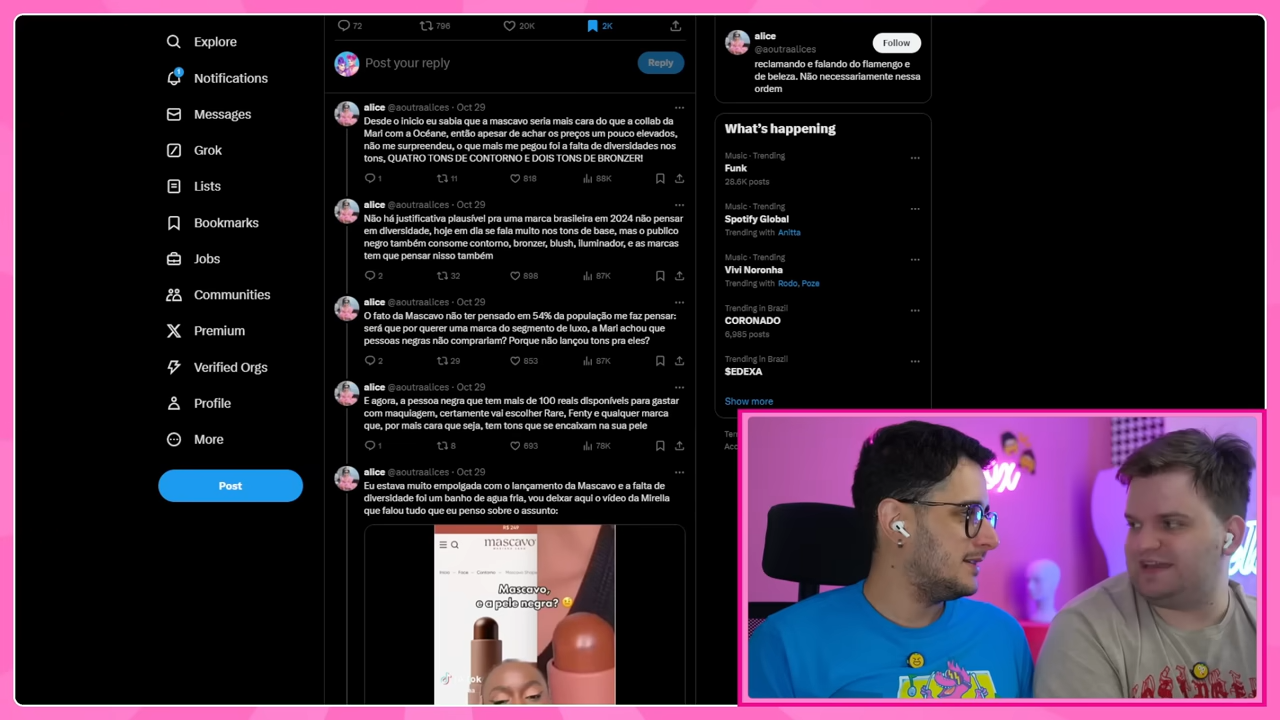 72
796
20K
2K
Explore
Notifications
Messages
Grok
Lists
Bookmarks
Jobs
Communities
Premium
Verified Orgs
Profile
More
Post
Post your reply
Reply
alice @aoutraalices · Oct 29
Desde o inicio eu sabia que a mascavo seria mais cara do que a collab da
Mari com a Océane, então apesar de achar os preços um pouco elevados,
não me surpreendeu, o que mais me pegou foi a falta de diversidades nos
tons, QUATRO TONS DE CONTORNO E DOIS TONS DE BRONZER!
1 11 818 88K
alice @aoutraalices · Oct 29
Não há justificativa plausível pra uma marca brasileira em 2024 não pensar
em diversidade, hoje em dia se fala muito nos tons de base, mas o publico
negro também consome contorno, bronzer, blush, iluminador, e as marcas
tem que pensar nisso também
2 32 898 87K
alice @aoutraalices · Oct 29
O fato da Mascavo não ter pensado em 54% da população me faz pensar:
será que por querer uma marca do segmento de luxo, a Mari achou que
pessoas negras não comprariam? Porque não lançou tons pra eles?
2 29 853 87K
alice @aoutraalices · Oct 29
E agora, a pessoa negra que tem mais de 100 reais disponíveis para gastar
com maquiagem, certamente vai escolher Rare, Fenty e qualquer marca
que, por mais cara que seja, tem tons que se encaixam na sua pele
1 8 693 78K
alice @aoutraalices · Oct 29
Eu estava muito empolgada com o lançamento da Mascavo e a falta de
diversidade foi um banho de agua fria, vou deixar aqui o vídeo da Mirella
que falou tudo que eu penso sobre o assunto:
mascavo
Mascavo,
e a pele negra?
alice
@aoutraalices
Follow
reclamando e falando do flamengo e
de beleza. Não necessariamente nessa
ordem
What's happening
Music · Trending
Funk
28.6K posts
Music · Trending
Spotify Global
Trending with Anitta
Music · Trending
Vivi Noronha
Trending with Rodo, Poze
Trending in Brazil
CORONADO
6,985 posts
Trending in Brazil
$EDEXA
Show more